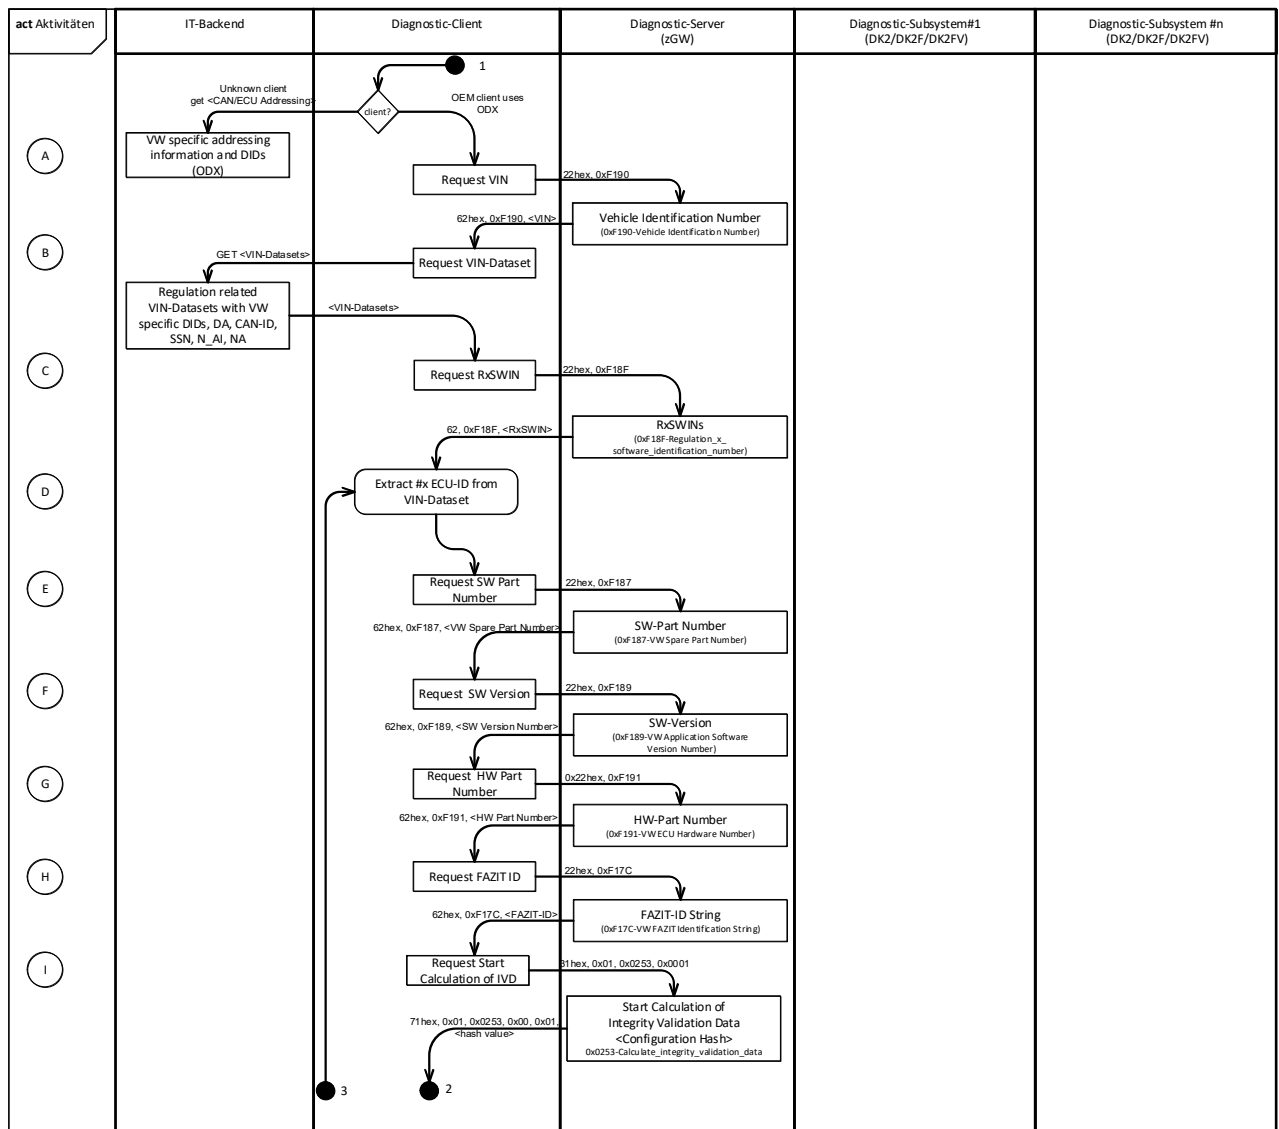 act Aktivitäten
IT-Backend
Diagnostic-Client
Diagnostic-Server
(zGW)
Diagnostic-Subsystem#1
(DK2/DK2F/DK2FV)
Diagnostic-Subsystem #n
(DK2/DK2F/DK2FV)
1
Unknown client
get <CAN/ECU Addressing>
client?
OEM client uses
ODX
A
VW specific addressing
information and DIDs
(ODX)
Request VIN
22hex, 0xF190
Vehicle Identification Number
(0xF190-Vehicle Identification Number)
62hex, 0xF190, <VIN>
B
GET <VIN-Datasets>
Request VIN-Dataset
Regulation related
VIN-Datasets with VW
specific DIDs, DA, CAN-ID,
SSN, N_AI, NA
<VIN-Datasets>
C
Request RxSWIN
22hex, 0xF18F
RxSWINs
(0xF18F-Regulation_x_
software_identification_number)
62, 0xF18F, <RxSWIN>
D
Extract #x ECU-ID from
VIN-Dataset
E
Request SW Part
Number
22hex, 0xF187
SW-Part Number
(0xF187-VW Spare Part Number)
62hex, 0xF187, <VW Spare Part Number>
F
Request SW Version
22hex, 0xF189
SW-Version
(0xF189-VW Application Software
Version Number)
62hex, 0xF189, <SW Version Number>
G
Request HW Part
Number
0x22hex, 0xF191
HW-Part Number
(0xF191-VW ECU Hardware Number)
62hex, 0xF191, <HW Part Number>
H
Request FAZIT ID
22hex, 0xF17C
FAZIT-ID String
(0xF17C-VW FAZIT Identification String)
62hex, 0xF17C, <FAZIT-ID>
I
Request Start
Calculation of IVD
31hex, 0x01, 0x0253, 0x0001
Start Calculation of
Integrity Validation Data
<Configuration Hash>
0x0253-Calculate_integrity_validation_data
71hex, 0x01, 0x0253, 0x00, 0x01,
<hash value>
3
2